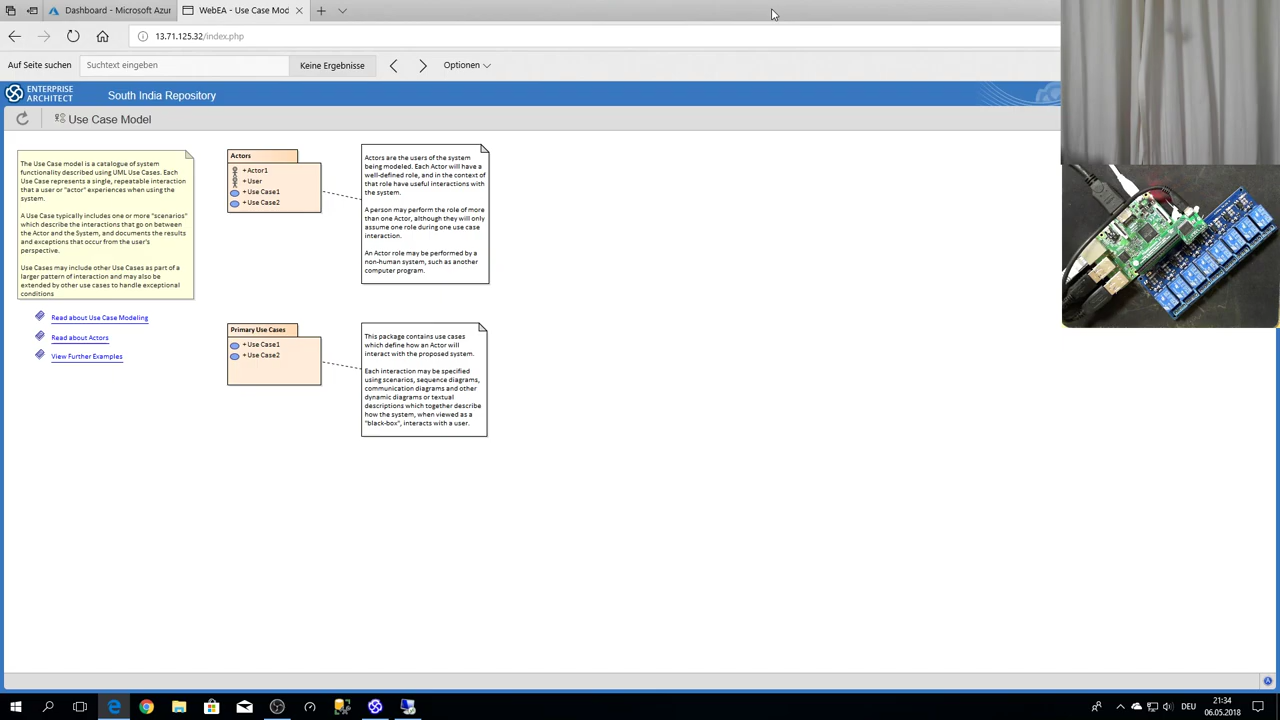 Dashboard - Microsoft Azur
WebEA - Use Case Mod
13.71.125.32/index.php
Auf Seite suchen
Suchtext eingeben
Keine Ergebnisse
Optionen
ENTERPRISE
ARCHITECT
South India Repository
Use Case Model
The Use Case model is a catalogue of system
functionality described using UML Use Cases. Each
Use Case represents a single, repeatable interaction
that a user or "actor" experiences when using the
system.
A Use Case typically includes one or more "scenarios"
which describe the interactions that go on between
the Actor and the System, and documents the results
and exceptions that occur from the user's
perspective.
Use Cases may include other Use Cases as part of a
larger pattern of interaction and may also be
extended by other use cases to handle exceptional
conditions
Read about Use Case Modeling
Read about Actors
View Further Examples
Actors
+ Actor1
+ User
+ Use Case1
+ Use Case2
Actors are the users of the system
being modeled. Each Actor will have a
well-defined role, and in the context of
that role have useful interactions with
the system.
A person may perform the role of more
than one Actor, although they will only
assume one role during one use case
interaction.
An Actor role may be performed by a
non-human system, such as another
computer program.
Primary Use Cases
+ Use Case1
+ Use Case2
This package contains use cases
which define how an Actor will
interact with the proposed system.
Each interaction may be specified
using scenarios, sequence diagrams,
communication diagrams and other
dynamic diagrams or textual
descriptions which together describe
how the system, when viewed as a
"black-box", interacts with a user.
DEU
21:34
06.05.2018